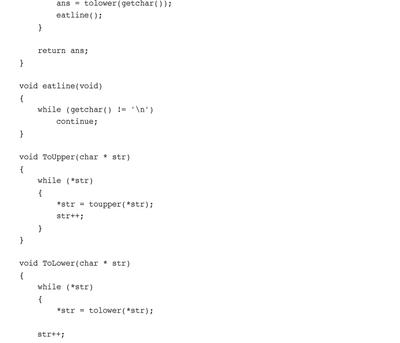 ans = tolower(getchar());
eatline();
}
return ans;
}
void eatline(void)
{
while (getchar() != '\n')
continue;
}
void ToUpper(char * str)
{
while (*str)
{
*str = toupper(*str);
str++;
}
}
void ToLower(char * str)
{
while (*str)
{
*str = tolower(*str);
str++;